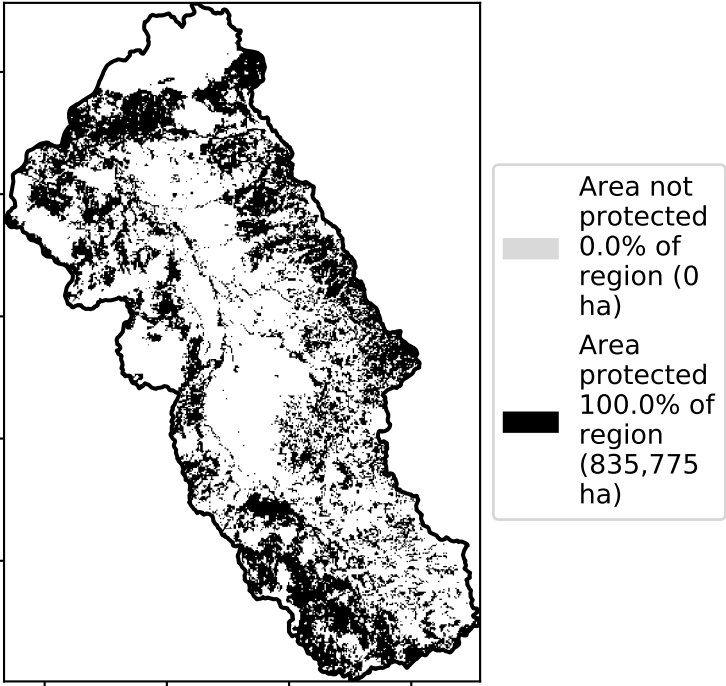 Area not
protected
0.0% of
region (0
ha)
Area
protected
100.0% of
region
(835,775
ha)